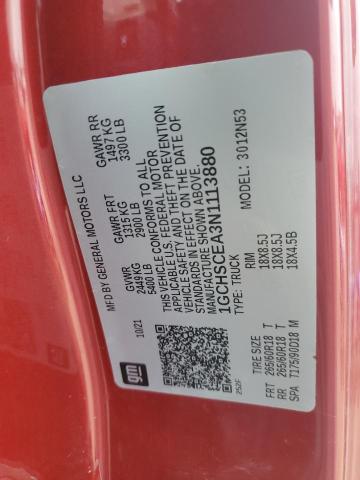 MFD BY GENERAL MOTORS LLC
10/21
GVWR
2449 KG
5400 LB
GAWR FRT
1315 KG
2900 LB
GAWR RR
1497 KG
3300 LB
THIS VEHICLE CONFORMS TO ALL
APPLICABLE U.S. FEDERAL MOTOR
VEHICLE SAFETY, AND THEFT PREVENTION
STANDARDS IN EFFECT ON THE DATE OF
MANUFACTURE SHOWN ABOVE.
1GCHSCEA3N1113880
TYPE: TRUCK
3012N53
gm
250F
TIRE SIZE
RIM
FRT 265/60R18 T 18X8.5J
RR 265/60R18 T 18X8.5J
SPA T175/90D18 M 18X4.5B